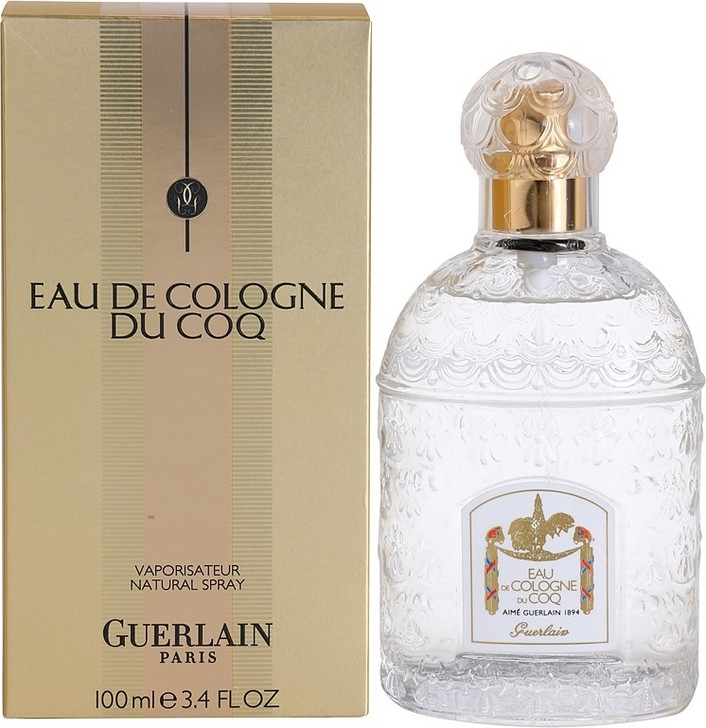 EAU DE COLOGNE
DU COQ
VAPORISATEUR
NATURAL SPRAY
GUERLAIN
PARIS
100 ml e 3.4 FL OZ
EAU
DE COLOGNE
DU COQ
AIMÉ GUERLAIN 1894
Guerlain